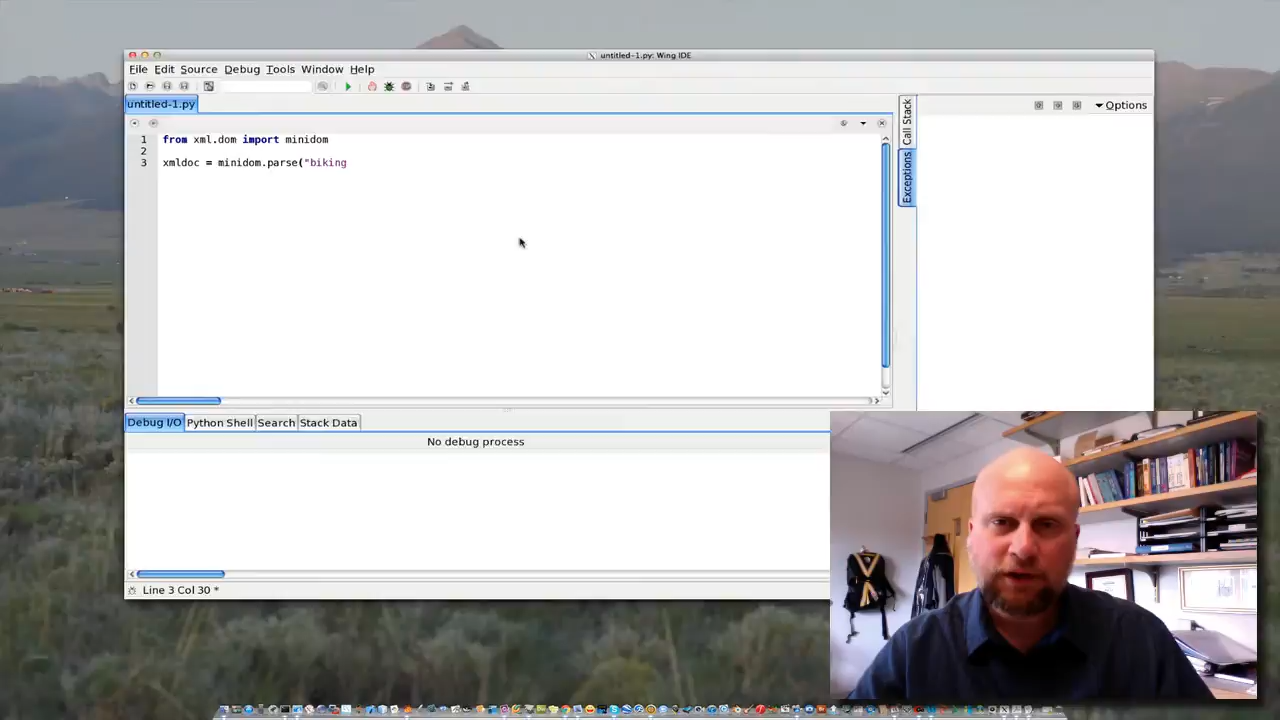 untitled-1.py: Wing IDE
File Edit Source Debug Tools Window Help
untitled-1.py
Options
Call Stack
Exceptions
1 from xml.dom import minidom
2
3 xmldoc = minidom.parse("biking
Debug I/O Python Shell Search Stack Data
No debug process
Line 3 Col 30 *